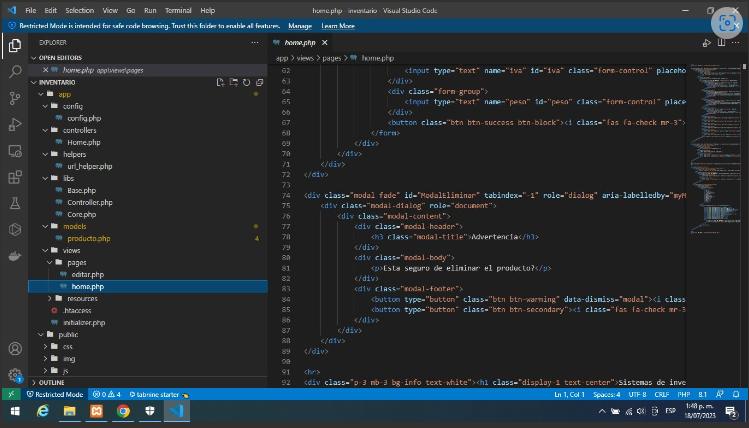 File Edit Selection View Go Run Terminal Help
home.php - inventario - Visual Studio Code
Restricted Mode is intended for safe code browsing. Trust this folder to enable all features. Manage Learn More
EXPLORER
OPEN EDITORS
home.php app\views\pages
INVENTARIO
app
config
config.php
controllers
Home.php
helpers
url_helper.php
libs
Base.php
Controller.php
Core.php
models
producto.php 4
views
pages
editar.php
home.php
resources
.htaccess
initializer.php
public
css
img
js
OUTLINE
home.php
app > views > pages > home.php
62 <input type="text" name="iva" id="iva" class="form-control" placeho
63 </div>
64 <div class="form-group">
65 <input type="text" name="peso" id="peso" class="form-control" place
66 </div>
67 <button class="btn btn-success btn-block"><i class="fas fa-check mr-3">
68 </form>
69 </div>
70 </div>
71 </div>
72 </div>
73
74 <div class="modal fade" id="ModalEliminar" tabindex="-1" role="dialog" aria-labelledby="myM
75 <div class="modal-dialog" role="document">
76 <div class="modal-content">
77 <div class="modal-header">
78 <h3 class="modal-title">Advertencia</h3>
79 </div>
80 <div class="modal-body">
81 <p>Esta seguro de eliminar el producto?</p>
82 </div>
83 <div class="modal-footer">
84 <button type="button" class="btn btn-warning" data-dismiss="modal"><i class
85 <button type="button" class="btn btn-secondary"><i class="fas fa-check mr-3
86 </div>
87 </div>
88 </div>
89 </div>
90
91 <hr>
92 <div class="p-3 mb-3 bg-info text-white"><h1 class="display-1 text-center">Sistemas de inve
Restricted Mode 0 4 tabnine starter
Ln 1, Col 1 Spaces: 4 UTF-8 CRLF PHP 8.1
ESP
1:48 p. m.
18/07/2023
2
1